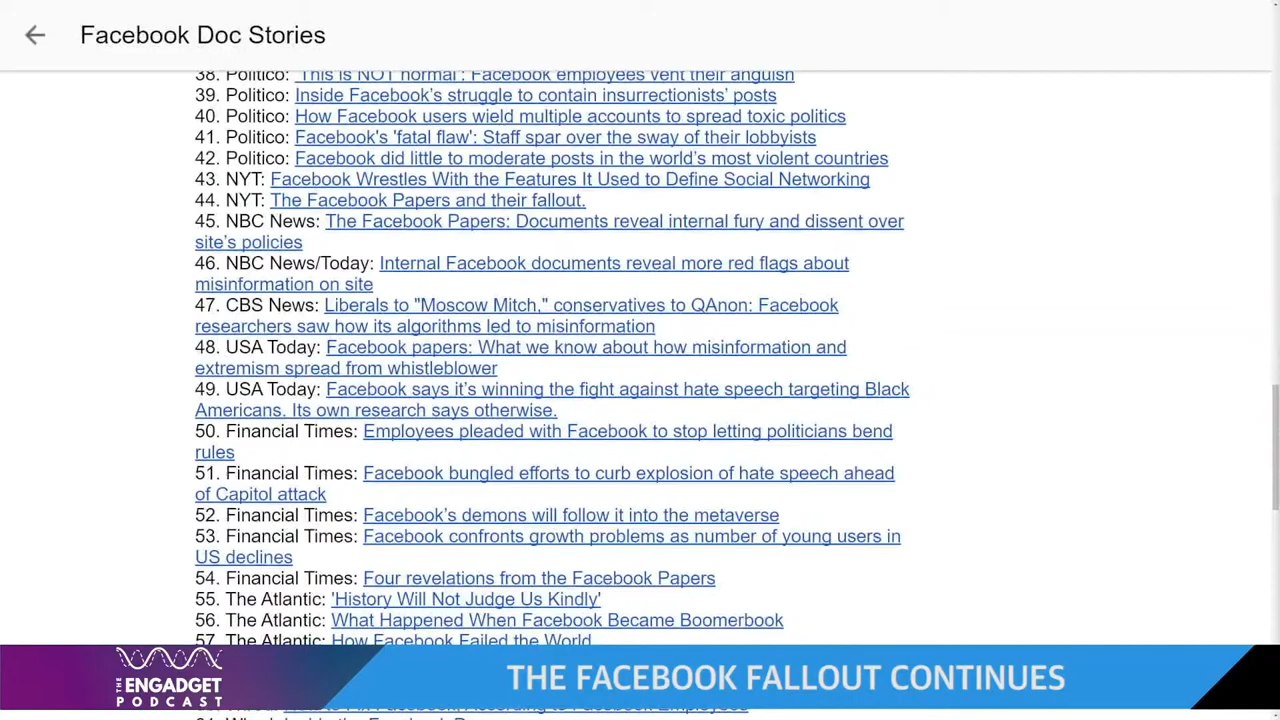 Facebook Doc Stories
38. Politico: 'This is NOT normal': Facebook employees vent their anguish
39. Politico: Inside Facebook’s struggle to contain insurrectionists’ posts
40. Politico: How Facebook users wield multiple accounts to spread toxic politics
41. Politico: Facebook's 'fatal flaw': Staff spar over the sway of their lobbyists
42. Politico: Facebook did little to moderate posts in the world’s most violent countries
43. NYT: Facebook Wrestles With the Features It Used to Define Social Networking
44. NYT: The Facebook Papers and their fallout.
45. NBC News: The Facebook Papers: Documents reveal internal fury and dissent over
site’s policies
46. NBC News/Today: Internal Facebook documents reveal more red flags about
misinformation on site
47. CBS News: Liberals to "Moscow Mitch," conservatives to QAnon: Facebook
researchers saw how its algorithms led to misinformation
48. USA Today: Facebook papers: What we know about how misinformation and
extremism spread from whistleblower
49. USA Today: Facebook says it’s winning the fight against hate speech targeting Black
Americans. Its own research says otherwise.
50. Financial Times: Employees pleaded with Facebook to stop letting politicians bend
rules
51. Financial Times: Facebook bungled efforts to curb explosion of hate speech ahead
of Capitol attack
52. Financial Times: Facebook’s demons will follow it into the metaverse
53. Financial Times: Facebook confronts growth problems as number of young users in
US declines
54. Financial Times: Four revelations from the Facebook Papers
55. The Atlantic: 'History Will Not Judge Us Kindly'
56. The Atlantic: What Happened When Facebook Became Boomerbook
57. The Atlantic: How Facebook Failed the World
THE
ENGADGET
PODCAST
THE FACEBOOK FALLOUT CONTINUES